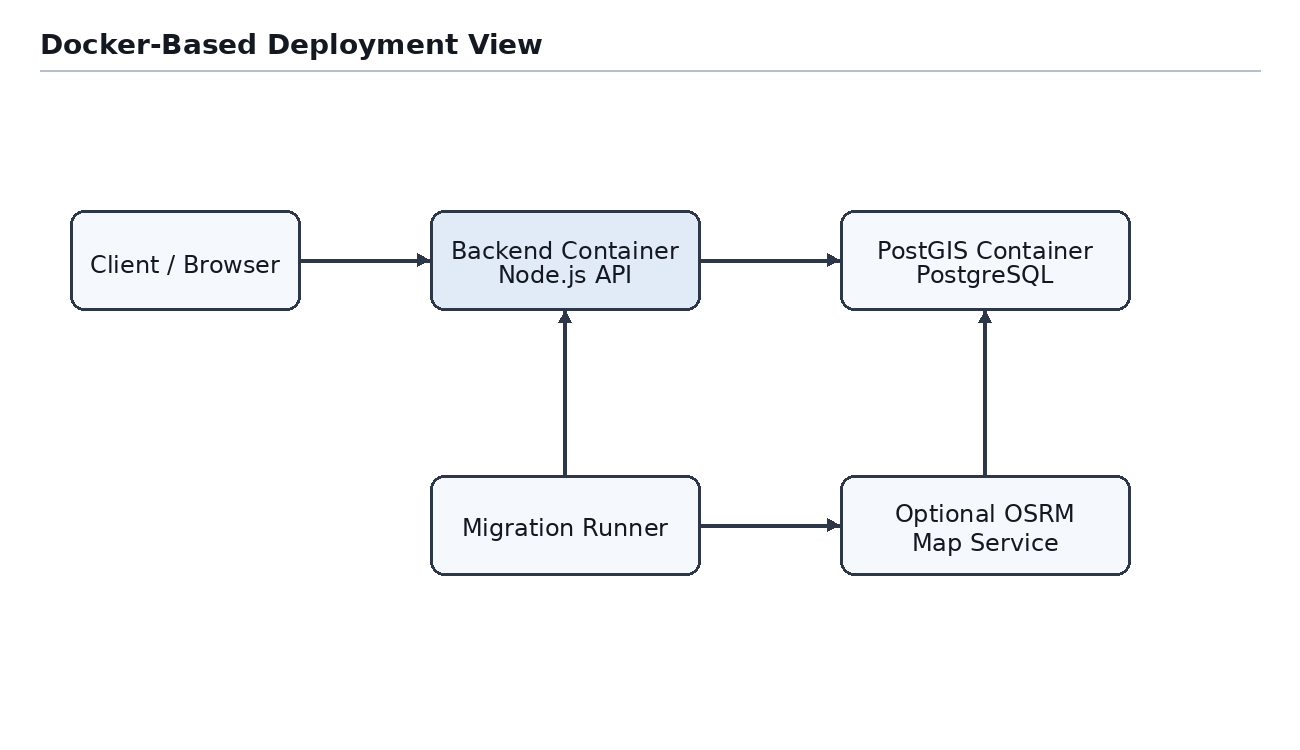 Docker-Based Deployment View
Client / Browser
Backend Container
Node.js API
PostGIS Container
PostgreSQL
Migration Runner
Optional OSRM
Map Service